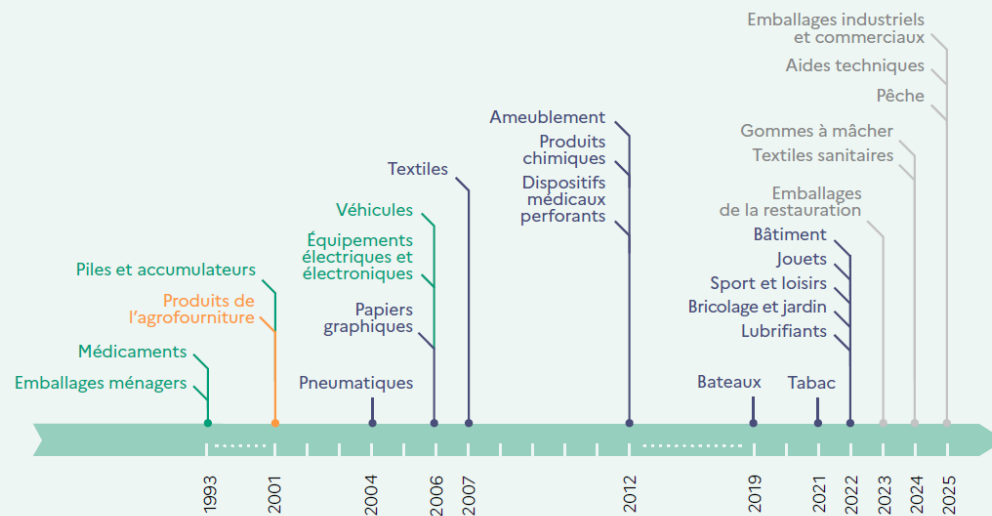 Emballages industriels
et commerciaux
Aides techniques
Pêche
Ameublement
Produits
chimiques
Dispositifs
médicaux
perforants
Gommes à mâcher
Textiles sanitaires
Textiles
Emballages
de la restauration
Véhicules
Équipements
électriques et
électroniques
Bâtiment
Jouets
Sport et loisirs
Bricolage et jardin
Lubrifiants
Piles et accumulateurs
Produits de
l'agrofourniture
Papiers
graphiques
Médicaments
Emballages ménagers
Pneumatiques
Bateaux
Tabac
1993
2001
2004
2006
2007
2012
2019
2021
2022
2023
2024
2025